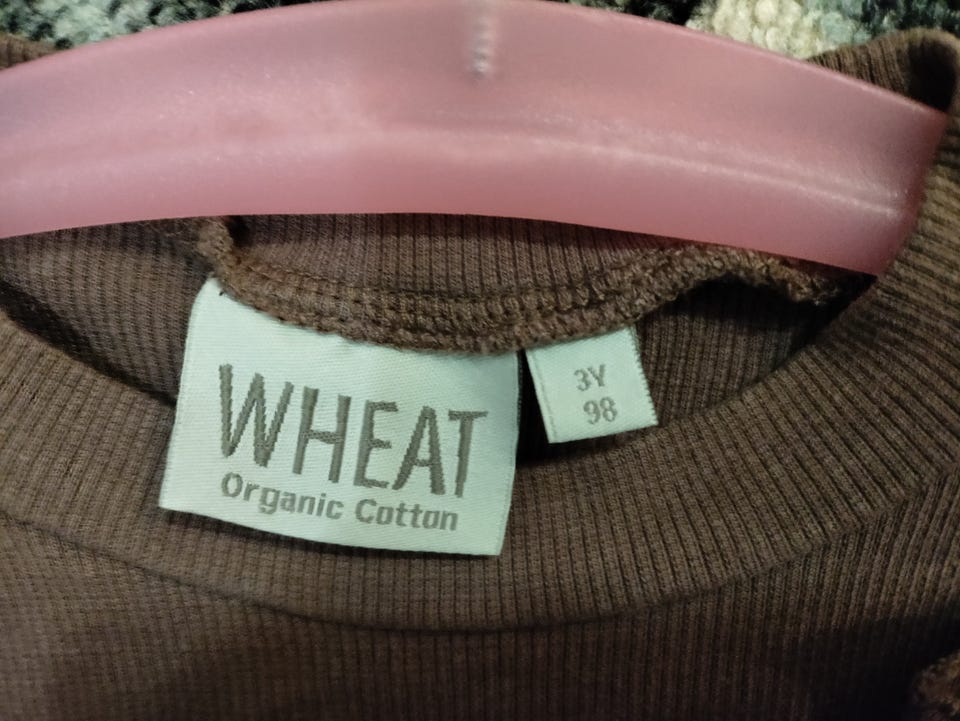 WHEAT
Organic Cotton
3Y
98